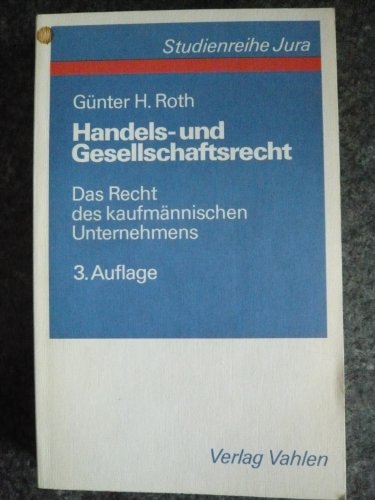 Studienreihe Jura
Günter H. Roth
Handels- und
Gesellschaftsrecht
Das Recht
des kaufmännischen
Unternehmens
3. Auflage
Verlag Vahlen